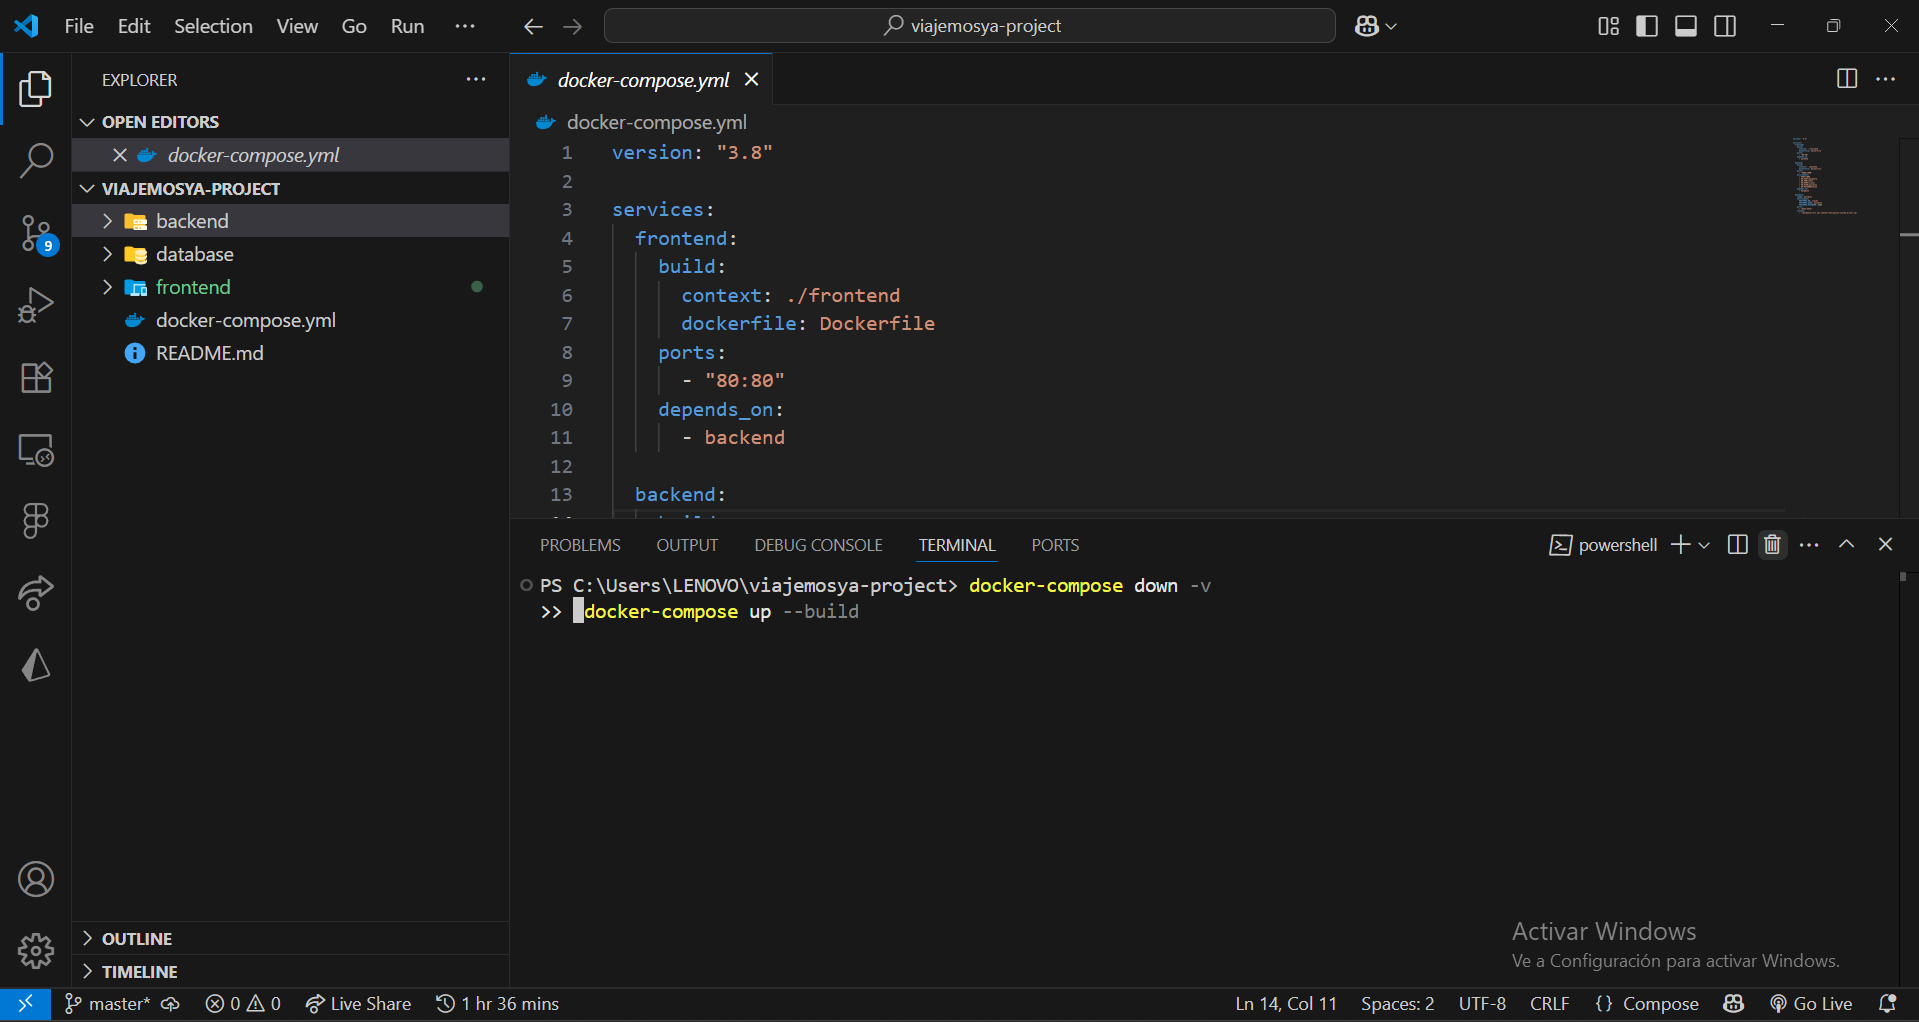 File Edit Selection View Go Run ··· viajemosya-project
EXPLORER
OPEN EDITORS
docker-compose.yml
VIAJEMOSYA-PROJECT
backend
database
frontend
docker-compose.yml
README.md
OUTLINE
TIMELINE
9
docker-compose.yml
docker-compose.yml
1 version: "3.8"
2
3 services:
4 frontend:
5 build:
6 context: ./frontend
7 dockerfile: Dockerfile
8 ports:
9 - "80:80"
10 depends_on:
11 - backend
12
13 backend:
PROBLEMS OUTPUT DEBUG CONSOLE TERMINAL PORTS powershell
PS C:\Users\LENOVO\viajemosya-project> docker-compose down -v
>> docker-compose up --build
Activar Windows
Ve a Configuración para activar Windows.
master* 0 0 Live Share 1 hr 36 mins Ln 14, Col 11 Spaces: 2 UTF-8 CRLF {} Compose Go Live